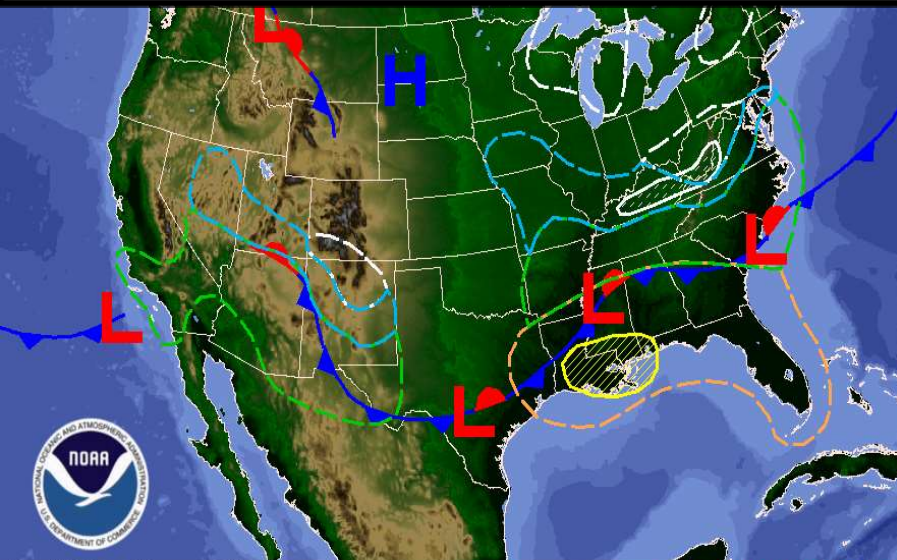 L
H
L
L
L
L
NOAA
NATIONAL OCEANIC AND ATMOSPHERIC ADMINISTRATION
U.S. DEPARTMENT OF COMMERCE